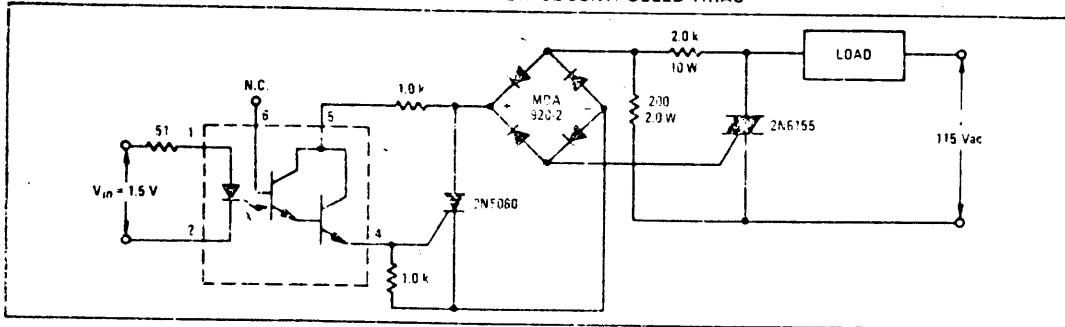 2.0 k
10 W
LOAD
N.C.
1.0 k
MDA
920-2
6
5
+
-
200
2.0 W
51
1
2N6155
115 Vac
V_in = 1.5 V
2N5060
2
4
1.0 k